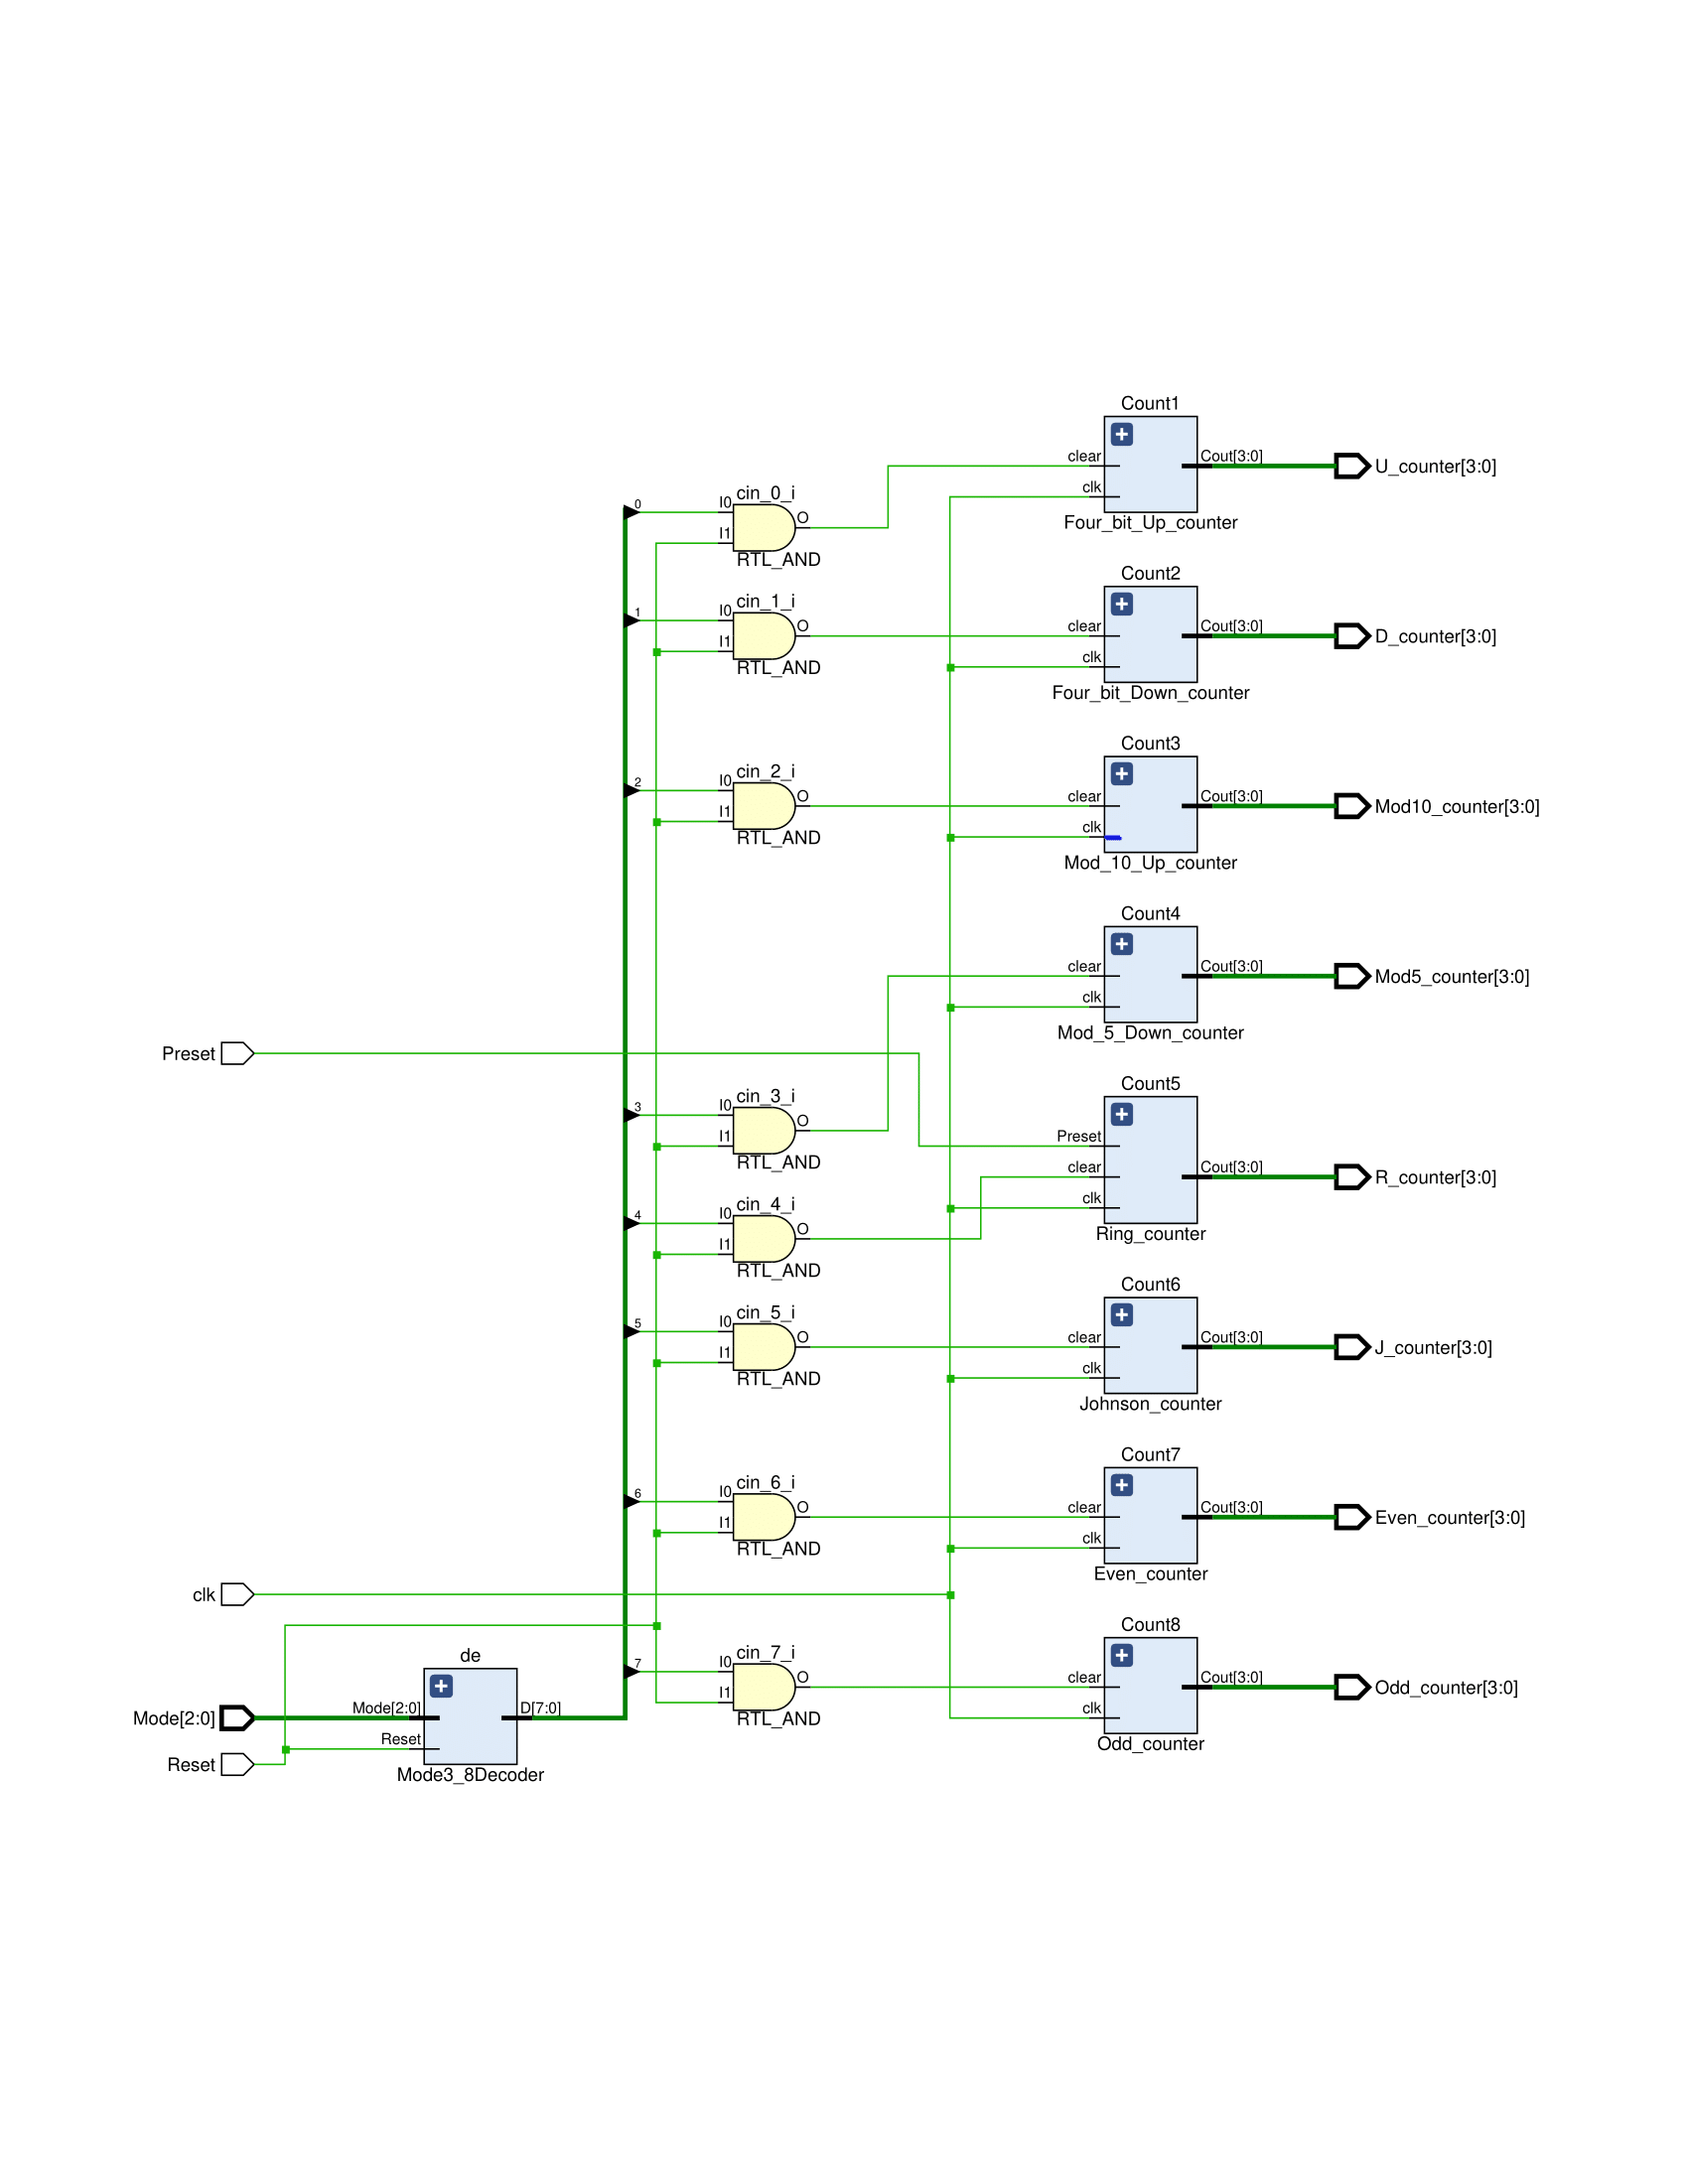 Count1
clear
Cout[3:0]
U_counter[3:0]
clk
Four_bit_Up_counter
0
cin_0_i
I0
O
I1
RTL_AND
Count2
1
cin_1_i
I0
O
I1
RTL_AND
clear
Cout[3:0]
D_counter[3:0]
clk
Four_bit_Down_counter
Count3
2
cin_2_i
I0
O
I1
RTL_AND
clear
Cout[3:0]
Mod10_counter[3:0]
clk
Mod_10_Up_counter
Count4
clear
Cout[3:0]
Mod5_counter[3:0]
clk
Mod_5_Down_counter
Preset
Count5
3
cin_3_i
I0
O
I1
RTL_AND
Preset
clear
Cout[3:0]
R_counter[3:0]
clk
Ring_counter
4
cin_4_i
I0
O
I1
RTL_AND
Count6
5
cin_5_i
I0
O
I1
RTL_AND
clear
Cout[3:0]
J_counter[3:0]
clk
Johnson_counter
Count7
6
cin_6_i
I0
O
I1
RTL_AND
clear
Cout[3:0]
Even_counter[3:0]
clk
Even_counter
clk
Count8
7
cin_7_i
I0
O
I1
RTL_AND
clear
Cout[3:0]
Odd_counter[3:0]
clk
Odd_counter
de
Mode[2:0]
Mode[2:0]
D[7:0]
Reset
Reset
Mode3_8Decoder